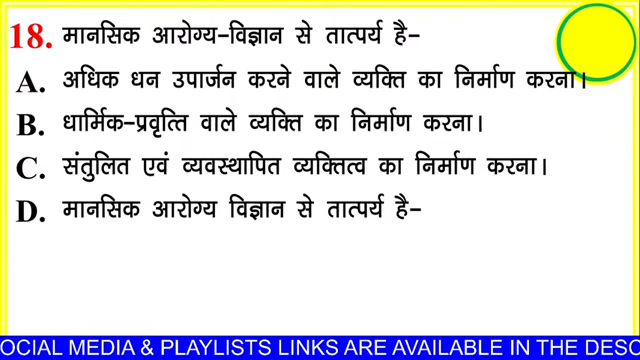 18. मानसिक आरोग्य-विज्ञान से तात्पर्य है-
A. अधिक धन उपार्जन करने वाले व्यक्ति का निर्माण करना।
B. धार्मिक-प्रवृत्ति वाले व्यक्ति का निर्माण करना।
C. संतुलित एवं व्यवस्थापित व्यक्तित्व का निर्माण करना।
D. मानसिक आरोग्य विज्ञान से तात्पर्य है-
OCIAL MEDIA & PLAYLISTS LINKS ARE AVAILABLE IN THE DESC